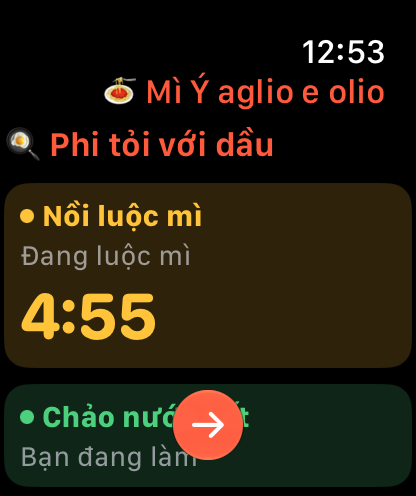 12:53
Mì Ý aglio e olio
Phi tỏi với dầu
Nồi luộc mì
Đang luộc mì
4:55
Chảo
Bạn đang làm